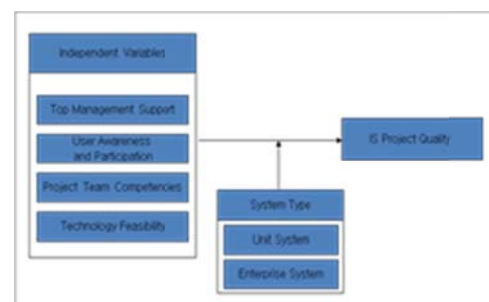 Independent Variables
Top Management Support
User Awareness
and Participation
Project Team Competencies
Technology Feasibility
IS Project Quality
System Type
Unit System
Enterprise System